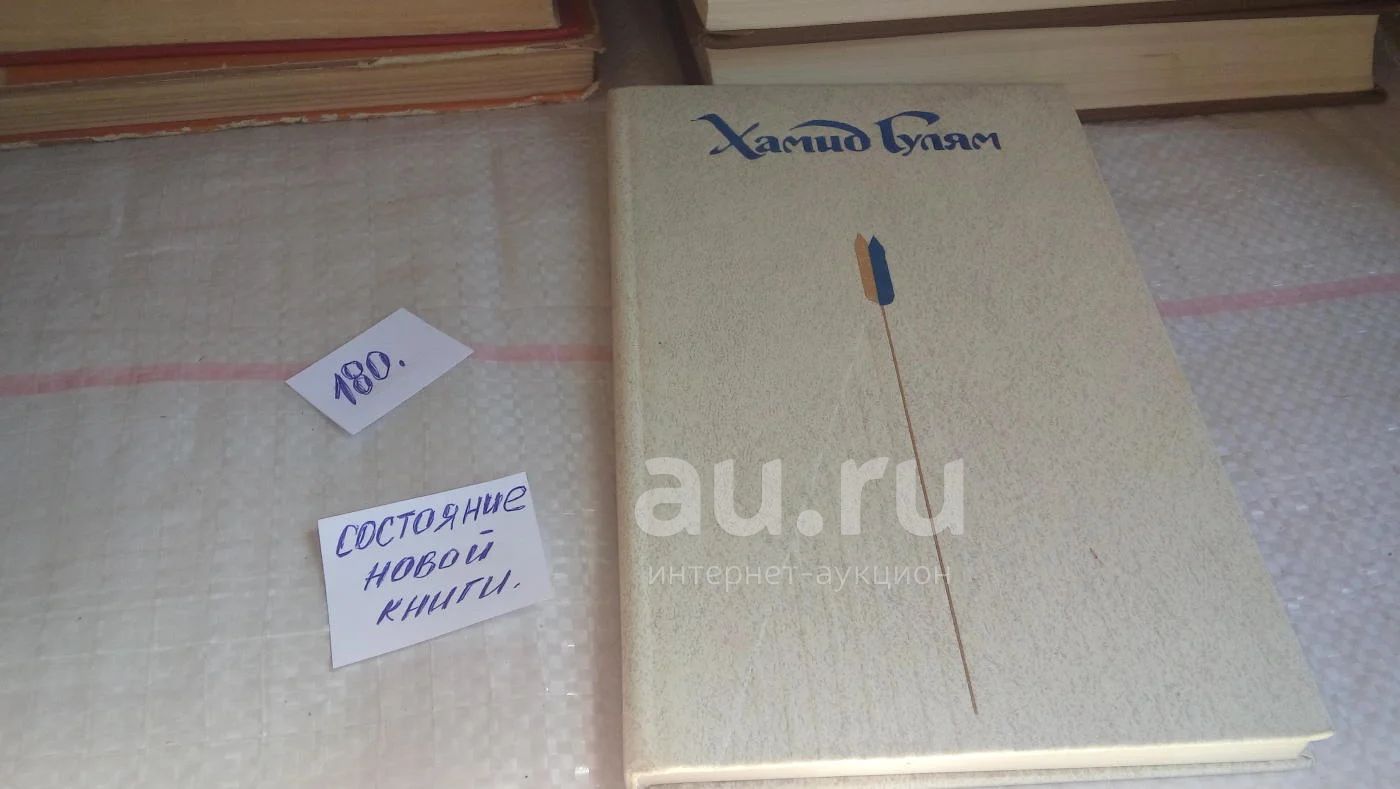 Хамид Гулям
180.
СОСТОЯНИЕ
НОВОЙ
КНИГИ.
au.ru
интернет-аукцион